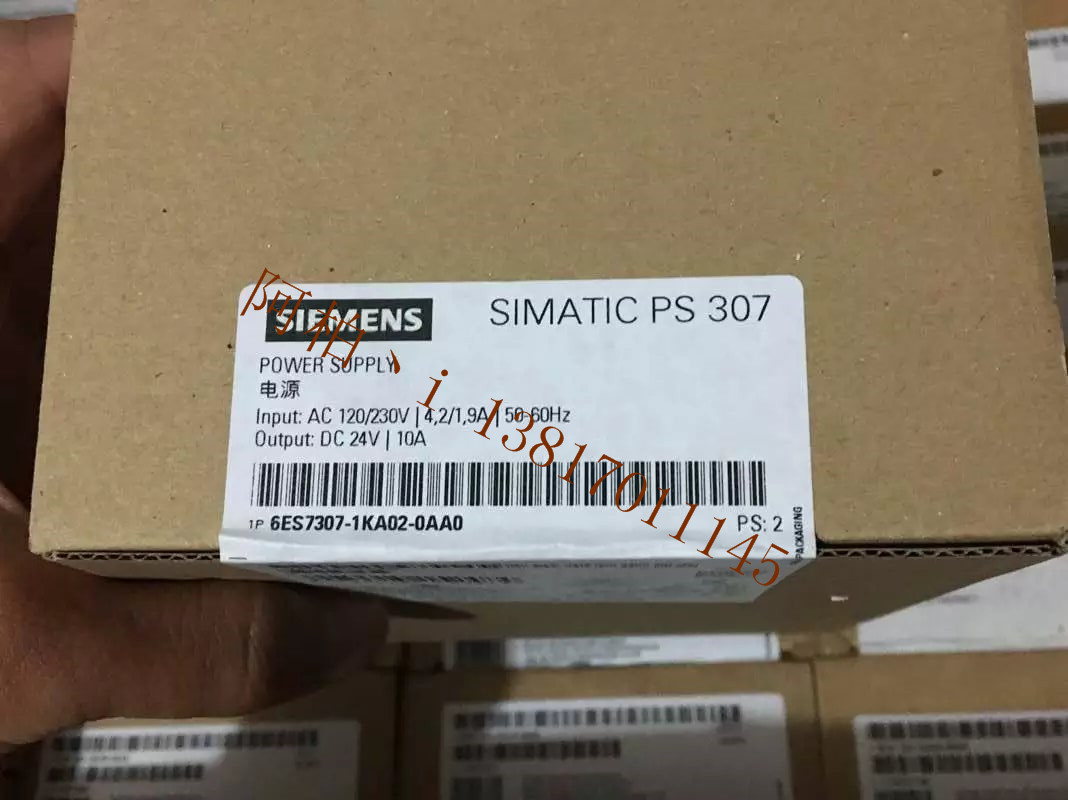 SIEMENS
SIMATIC PS 307
POWER SUPPLY
电源
Input: AC 120/230V | 4,2/1,9A | 50-60Hz
Output: DC 24V | 10A
1P 6ES7307-1KA02-0AA0
PS: 2
PACKAGING
阿柏、i 13817011145